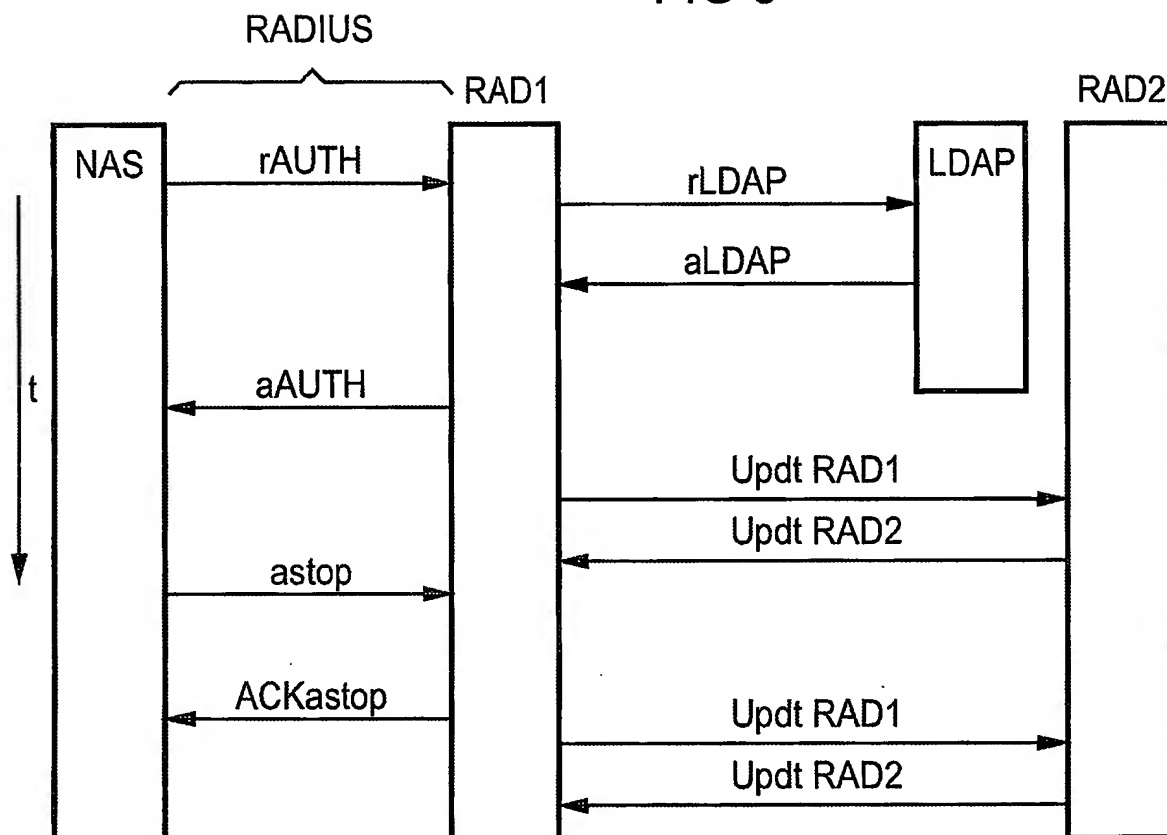 RADIUS
RAD1
RAD2
NAS
rAUTH
LDAP
rLDAP
aLDAP
t
aAUTH
Updt RAD1
Updt RAD2
astop
ACKastop
Updt RAD1
Updt RAD2